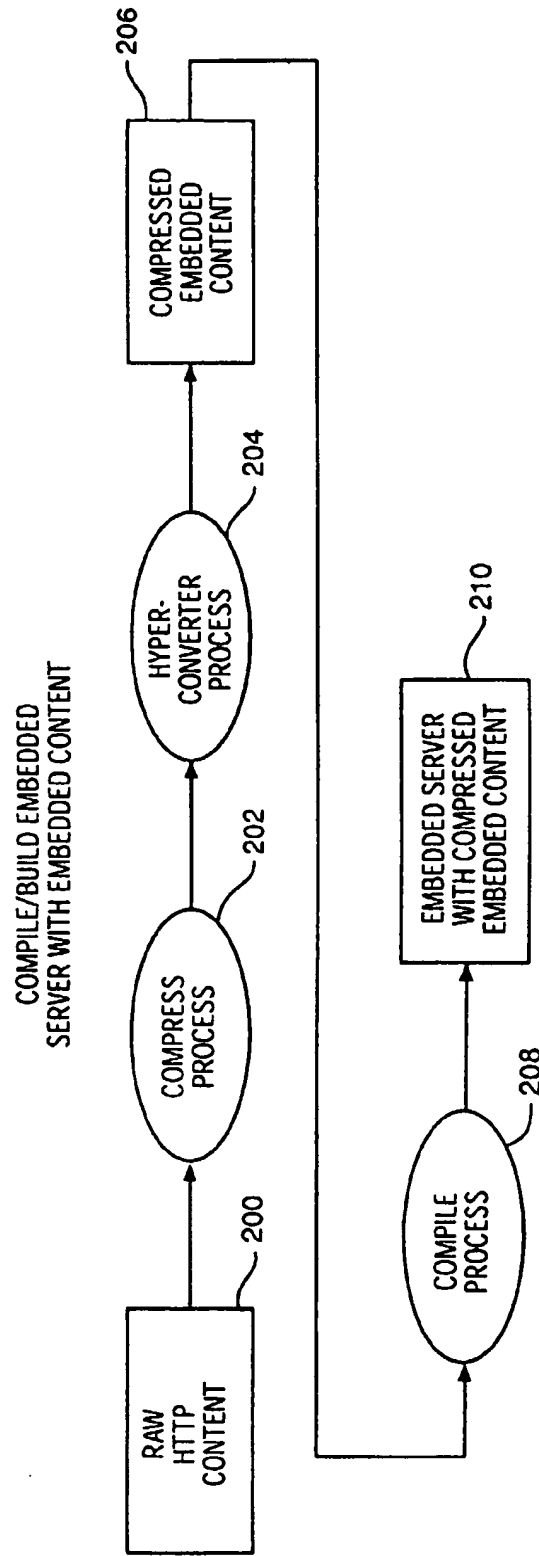 COMPILE/BUILD EMBEDDED
SERVER WITH EMBEDDED CONTENT
RAW
HTTP
CONTENT
200
COMPRESS
PROCESS
202
HYPER-
CONVERTER
PROCESS
204
COMPRESSED
EMBEDDED
CONTENT
206
COMPILE
PROCESS
208
EMBEDDED SERVER
WITH COMPRESSED
EMBEDDED CONTENT
210